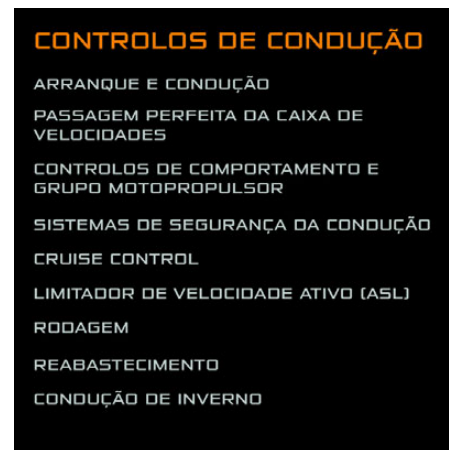 CONTROLOS DE CONDUÇÃO
ARRANQUE E CONDUÇÃO
PASSAGEM PERFEITA DA CAIXA DE
VELOCIDADES
CONTROLOS DE COMPORTAMENTO E
GRUPO MOTOPROPULSOR
SISTEMAS DE SEGURANÇA DA CONDUÇÃO
CRUISE CONTROL
LIMITADOR DE VELOCIDADE ATIVO (ASL)
RODAGEM
REABASTECIMENTO
CONDUÇÃO DE INVERNO